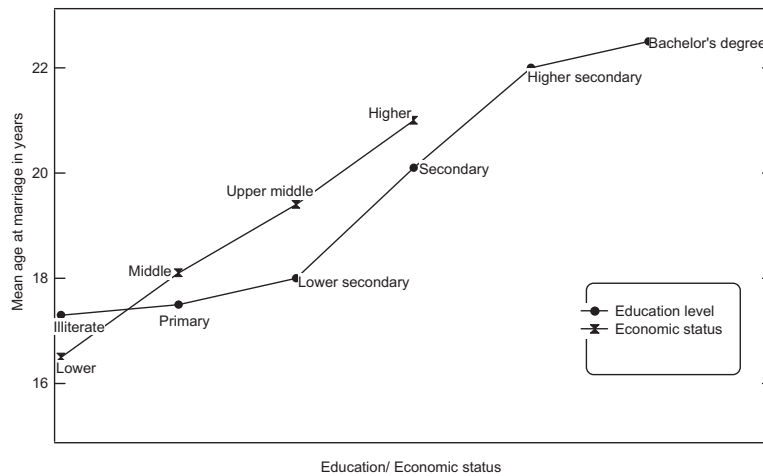 Bachelor's degree
22
Higher secondary
Higher
Mean age at marriage in years
20
Secondary
Upper middle
Middle
Lower secondary
18
Illiterate
Primary
Education level
Economic status
Lower
16
Education/ Economic status